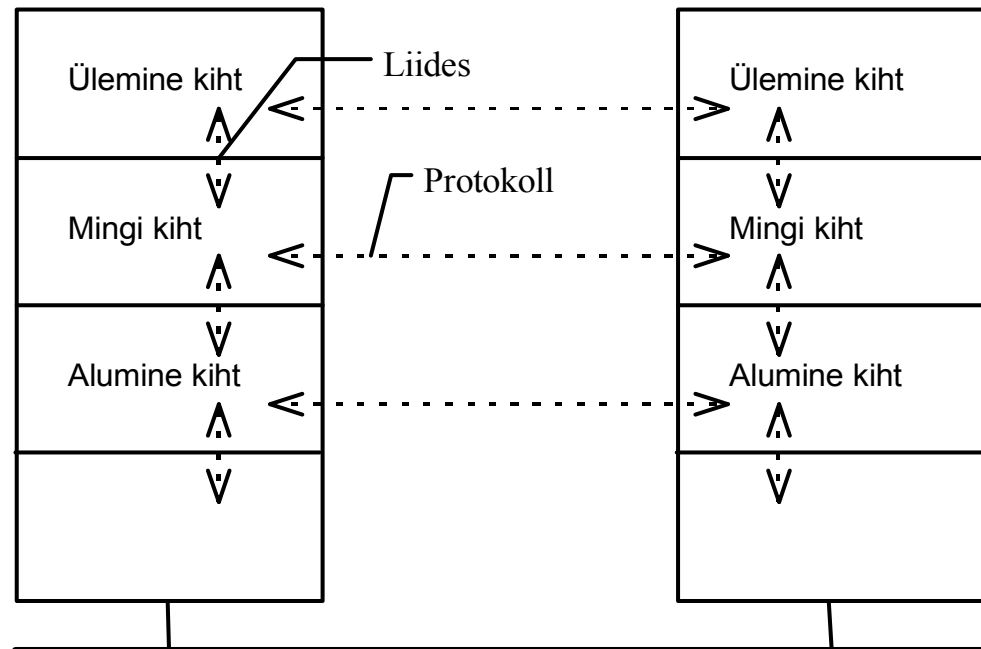 Ülemine kiht
Liides
Ülemine kiht
Protokoll
Mingi kiht
Mingi kiht
Alumine kiht
Alumine kiht